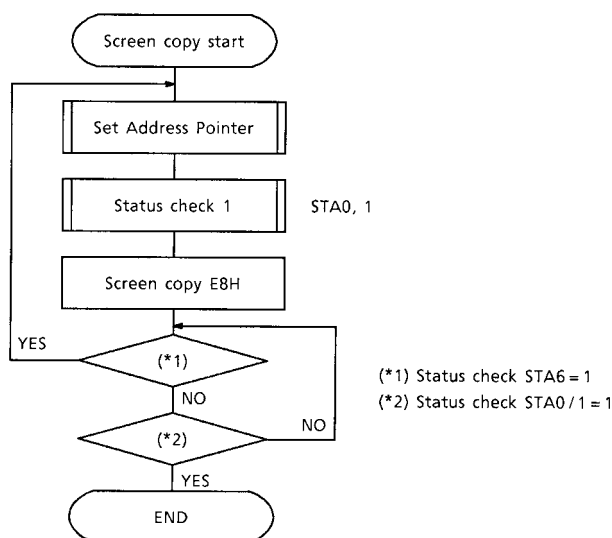 Screen copy start
Set Address Pointer
Status check 1
STA0, 1
Screen copy E8H
YES
(*1)
NO
(*2)
NO
YES
END
(*1) Status check STA6 = 1
(*2) Status check STA0 / 1 = 1